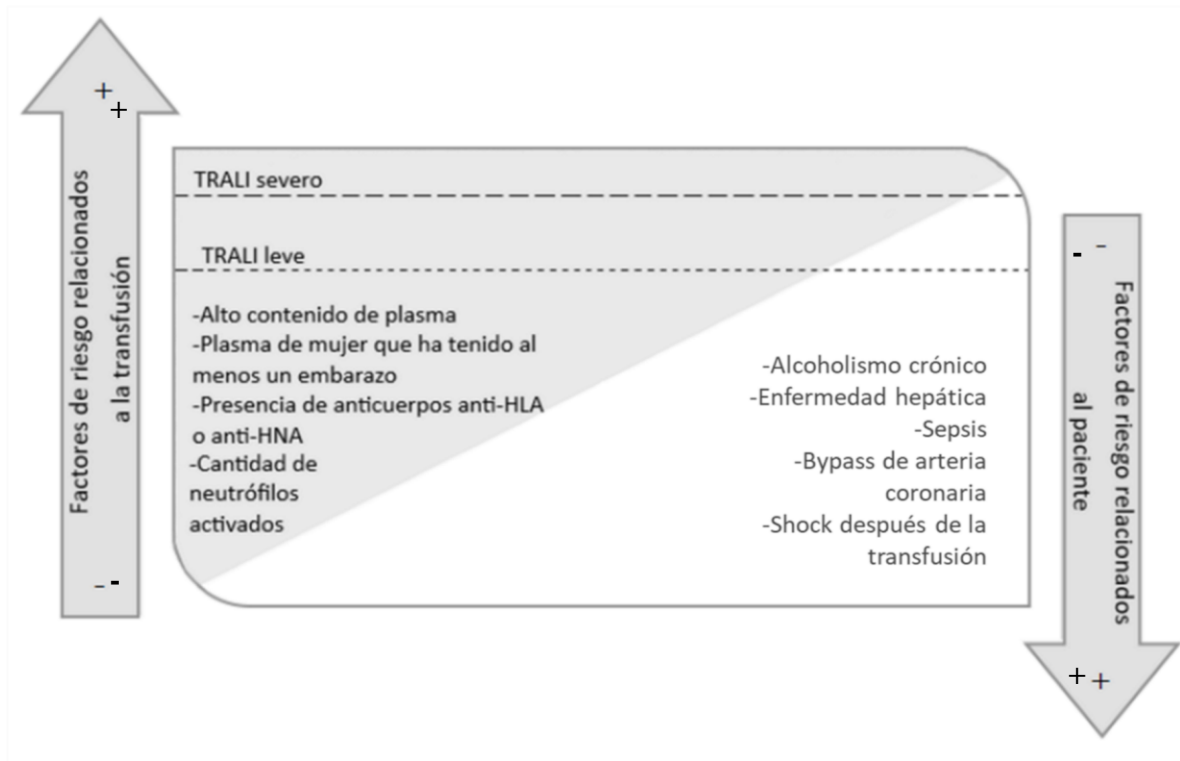 +
+
Factores de riesgo relacionados
a la transfusión
- -
TRALI severo
TRALI leve
-Alto contenido de plasma
-Plasma de mujer que ha tenido al
menos un embarazo
-Presencia de anticuerpos anti-HLA
o anti-HNA
-Cantidad de
neutrófilos
activados
-Alcoholismo crónico
-Enfermedad hepática
-Sepsis
-Bypass de arteria
coronaria
-Shock después de la
transfusión
- -
Factores de riesgo relacionados
al paciente
+ +